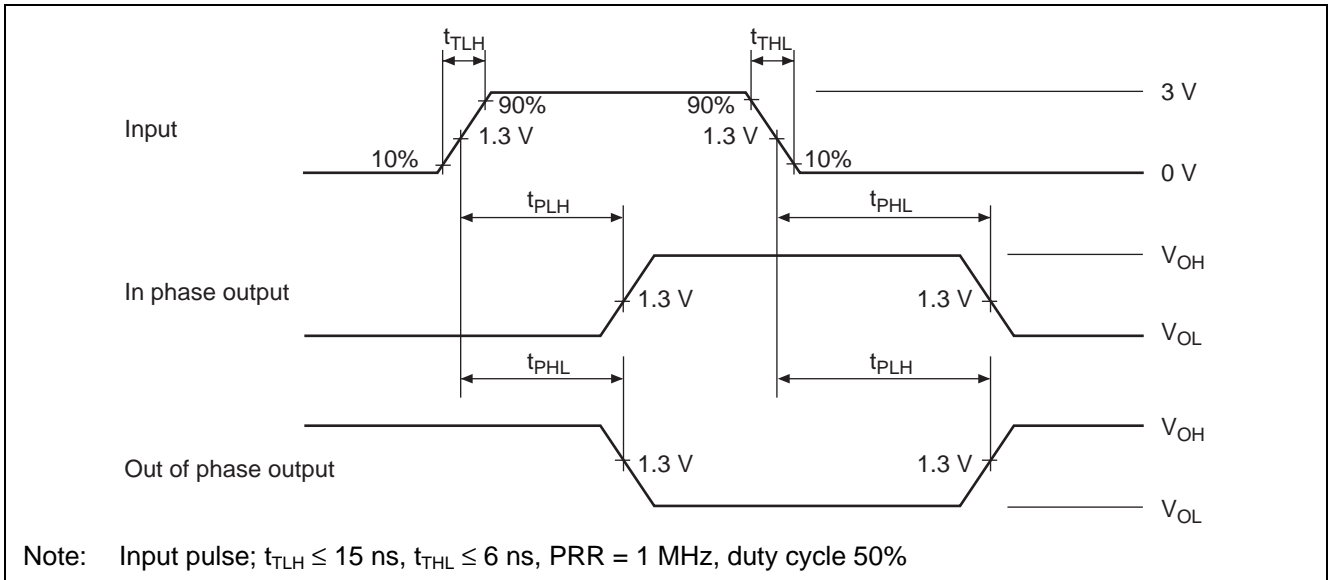 tTLH tTHL
90% 90% 3 V
Input 1.3 V 1.3 V
10% 10% 0 V
tPLH tPHL
VOH
In phase output 1.3 V 1.3 V
VOL
tPHL tPLH
VOH
Out of phase output 1.3 V 1.3 V
VOL
Note: Input pulse; tTLH ≤ 15 ns, tTHL ≤ 6 ns, PRR = 1 MHz, duty cycle 50%